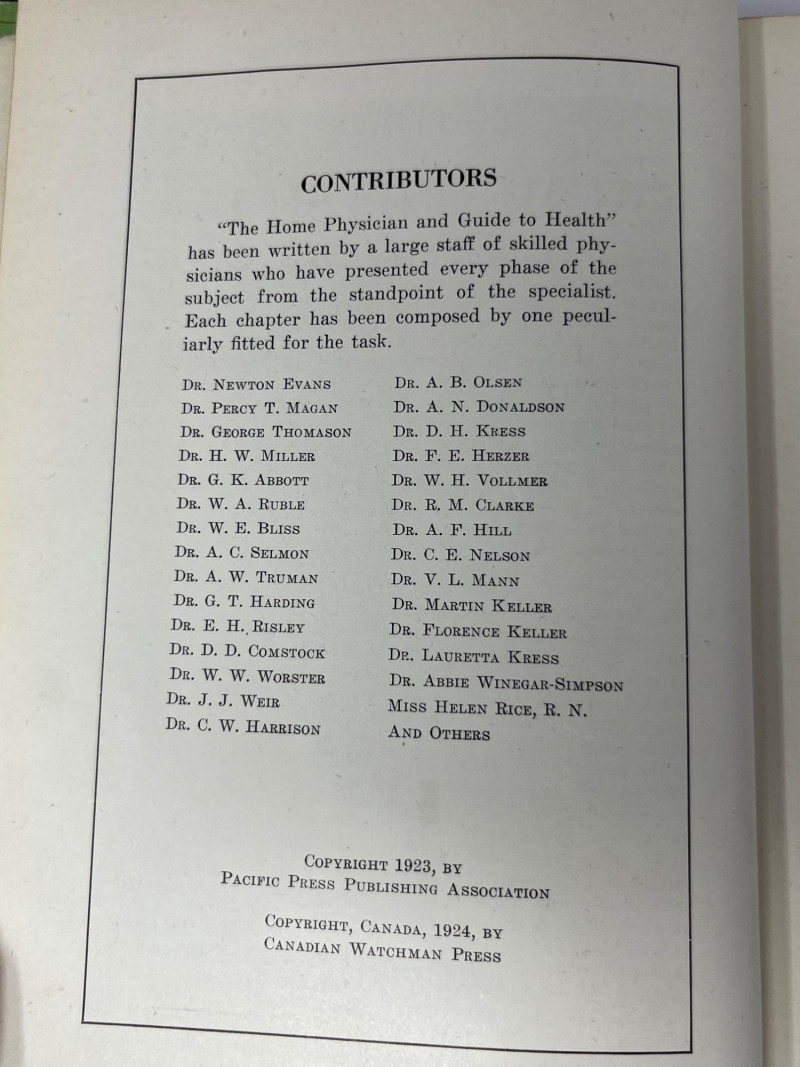 CONTRIBUTORS
“The Home Physician and Guide to Health”
has been written by a large staff of skilled phy-
sicians who have presented every phase of the
subject from the standpoint of the specialist.
Each chapter has been composed by one pecul-
iarly fitted for the task.
DR. NEWTON EVANS
DR. PERCY T. MAGAN
DR. GEORGE THOMASON
DR. H. W. MILLER
DR. G. K. ABBOTT
DR. W. A. RUBLE
DR. W. E. BLISS
DR. A. C. SELMON
DR. A. W. TRUMAN
DR. G. T. HARDING
DR. E. H. RISLEY
DR. D. D. COMSTOCK
DR. W. W. WORSTER
DR. J. J. WEIR
DR. C. W. HARRISON
DR. A. B. OLSEN
DR. A. N. DONALDSON
DR. D. H. KRESS
DR. F. E. HERZER
DR. W. H. VOLLMER
DR. R. M. CLARKE
DR. A. F. HILL
DR. C. E. NELSON
DR. V. L. MANN
DR. MARTIN KELLER
DR. FLORENCE KELLER
DR. LAURETTA KRESS
DR. ABBIE WINEGAR-SIMPSON
MISS HELEN RICE, R. N.
AND OTHERS
COPYRIGHT 1923, BY
PACIFIC PRESS PUBLISHING ASSOCIATION
COPYRIGHT, CANADA, 1924, BY
CANADIAN WATCHMAN PRESS